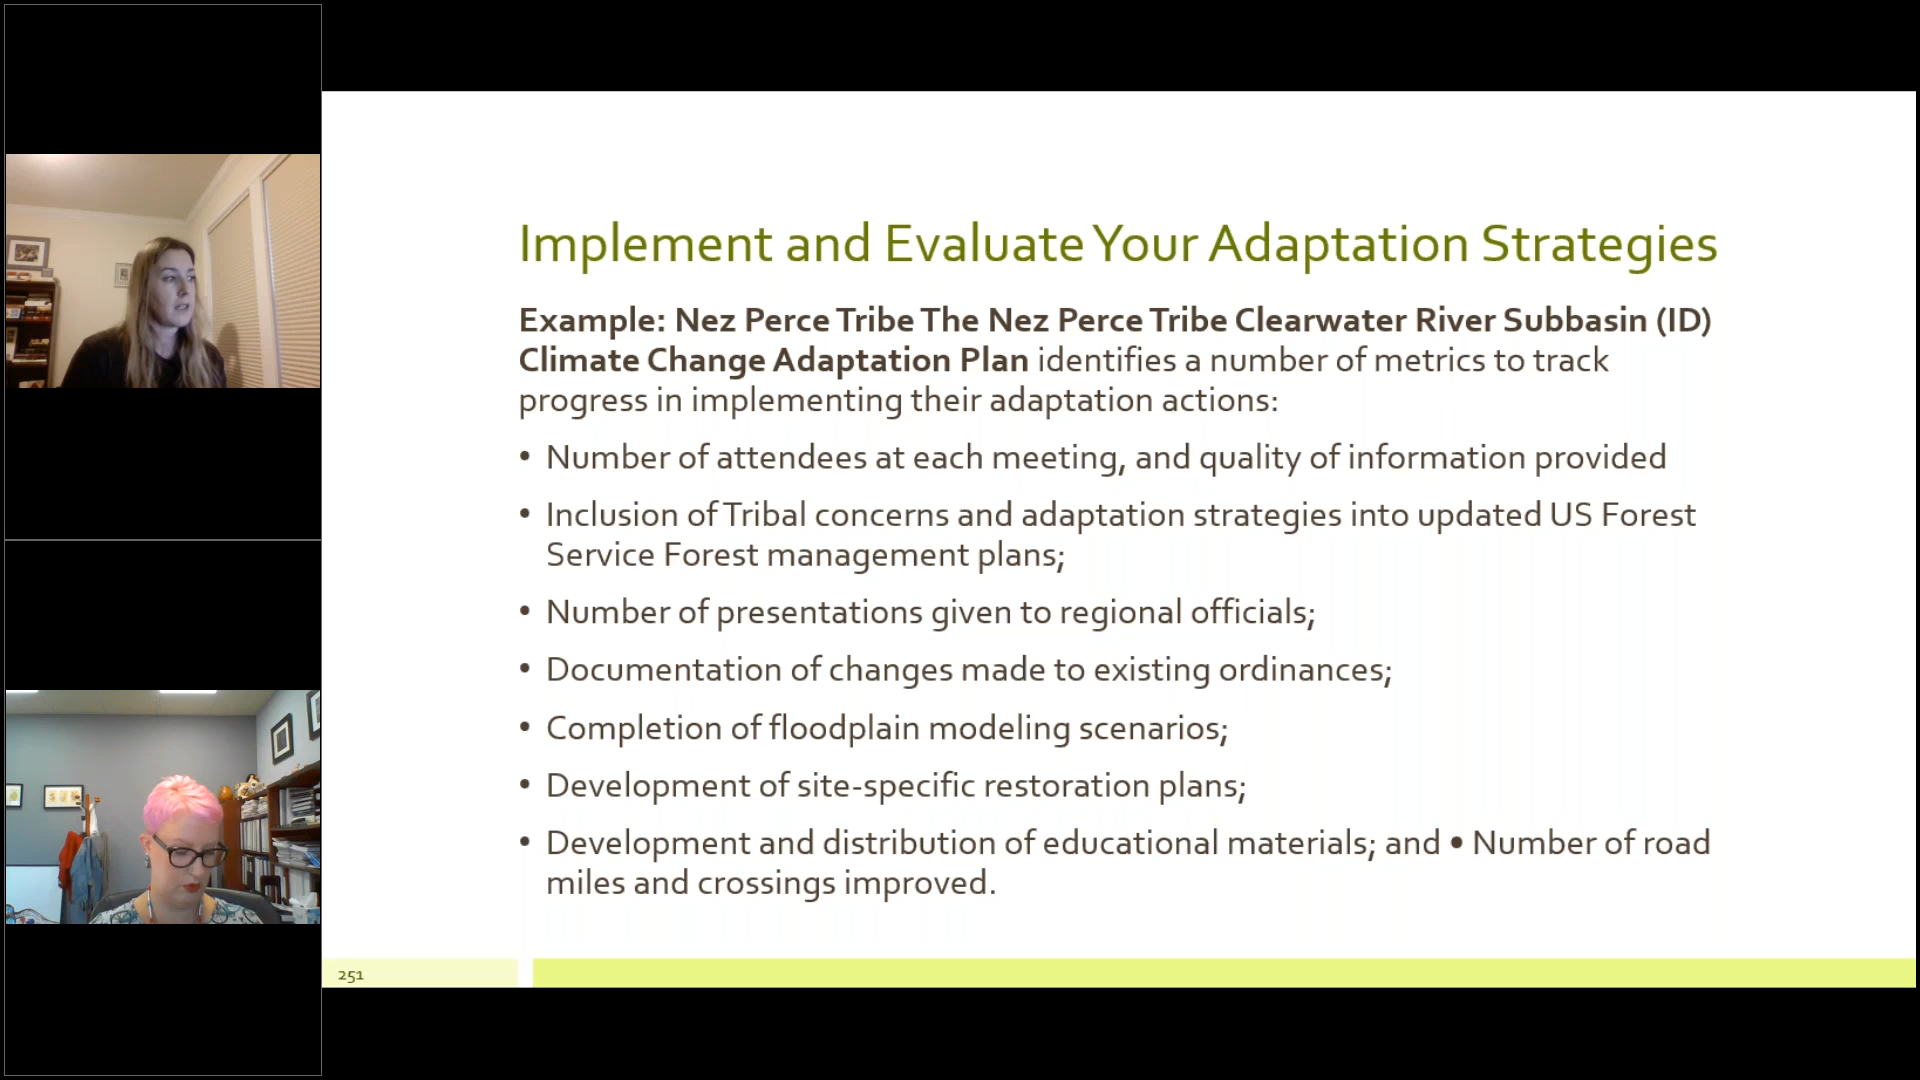 Implement and Evaluate Your Adaptation Strategies
Example: Nez Perce Tribe The Nez Perce Tribe Clearwater River Subbasin (ID)
Climate Change Adaptation Plan identifies a number of metrics to track
progress in implementing their adaptation actions:
• Number of attendees at each meeting, and quality of information provided
• Inclusion of Tribal concerns and adaptation strategies into updated US Forest
Service Forest management plans;
• Number of presentations given to regional officials;
• Documentation of changes made to existing ordinances;
• Completion of floodplain modeling scenarios;
• Development of site-specific restoration plans;
• Development and distribution of educational materials; and • Number of road
miles and crossings improved.
251